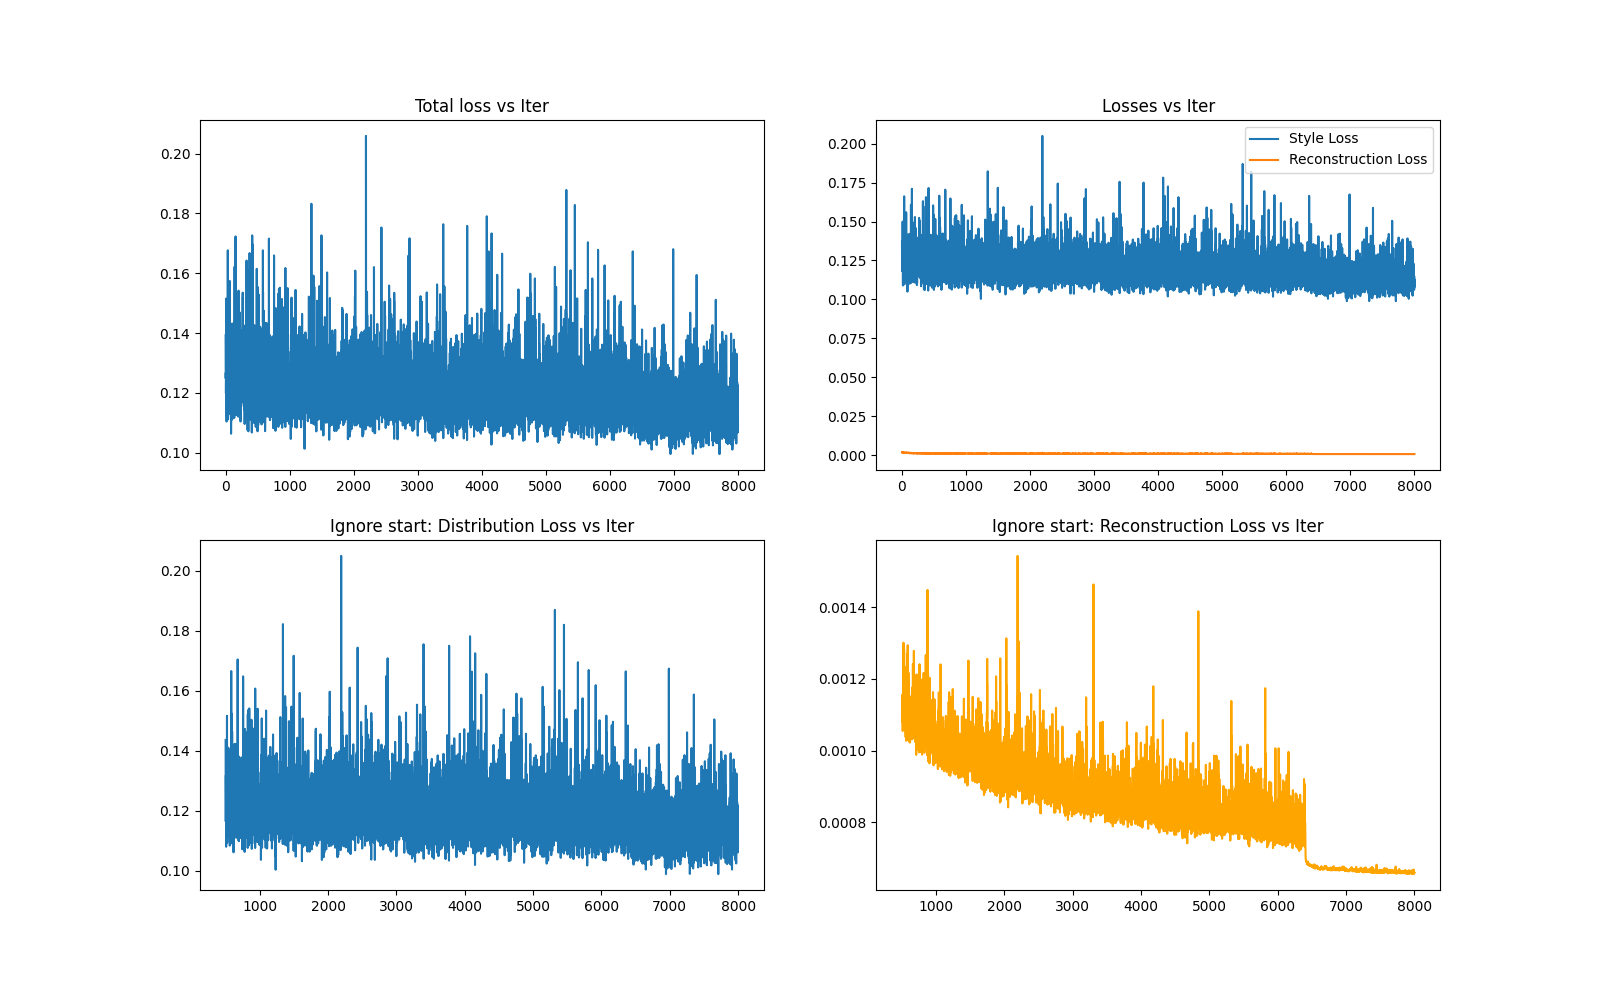 Total loss vs Iter
0.20
0.18
0.16
0.14
0.12
0.10
0 1000 2000 3000 4000 5000 6000 7000 8000
Losses vs Iter
Style Loss
Reconstruction Loss
0.200
0.175
0.150
0.125
0.100
0.075
0.050
0.025
0.000
0 1000 2000 3000 4000 5000 6000 7000 8000
Ignore start: Distribution Loss vs Iter
0.20
0.18
0.16
0.14
0.12
0.10
1000 2000 3000 4000 5000 6000 7000 8000
Ignore start: Reconstruction Loss vs Iter
0.0014
0.0012
0.0010
0.0008
1000 2000 3000 4000 5000 6000 7000 8000